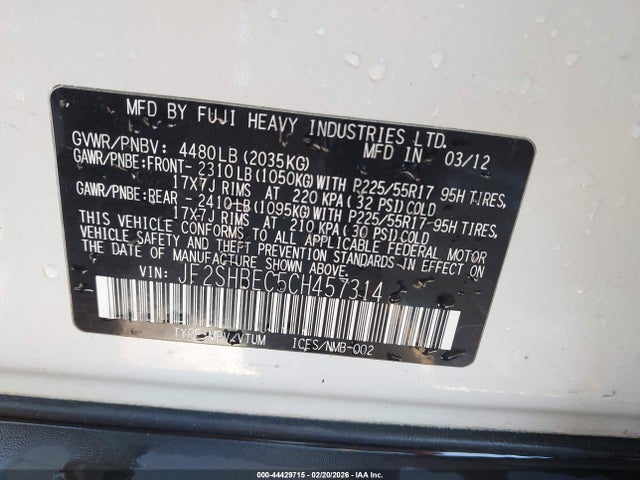 MFD BY FUJI HEAVY INDUSTRIES LTD.
GVWR/PNBV: 4480LB(2035KG) MFD IN 03/12
GAWR/PNBE:FRONT-2310LB(1050KG)WITH P225/55R17 95H TIRES,
17X7J RIMS AT 220 KPA(32 PSI)COLD
GAWR/PNBE:REAR -2410LB(1095KG)WITH P225/55R17 95H TIRES,
17X7J RIMS AT 210 KPA(30 PSI)COLD
THIS VEHICLE CONFORMS TO ALL APPLICABLE FEDERAL MOTOR
VEHICLE SAFETY AND THEFT PREVENTION STANDARDS IN EFFECT ON
THE DATE OF MANUFACTURE SHOWN ABOVE.
VIN: JF2SHBEC5CH457314
TYPE:MPV/VTUM ICES/NMB-002
000-44429715 - 02/20/2026 - IAA Inc.